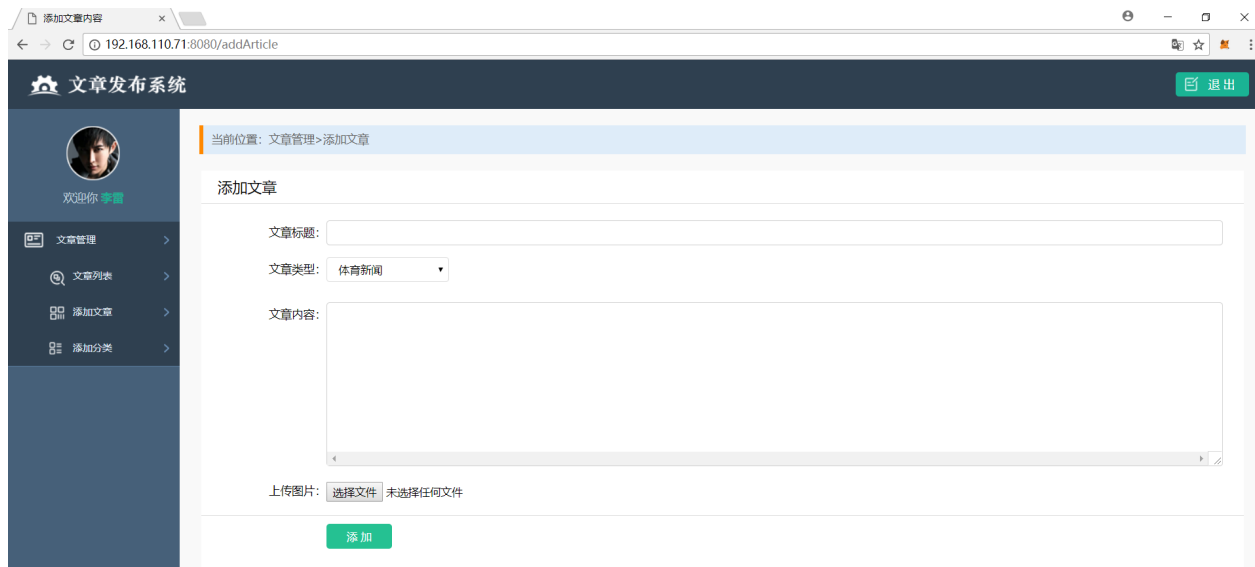 添加文章内容
192.168.110.71:8080/addArticle
文章发布系统
退出
欢迎你 李雷
文章管理
文章列表
添加文章
添加分类
当前位置：文章管理>添加文章
添加文章
文章标题：
文章类型： 体育新闻
文章内容：
上传图片： 选择文件 未选择任何文件
添加